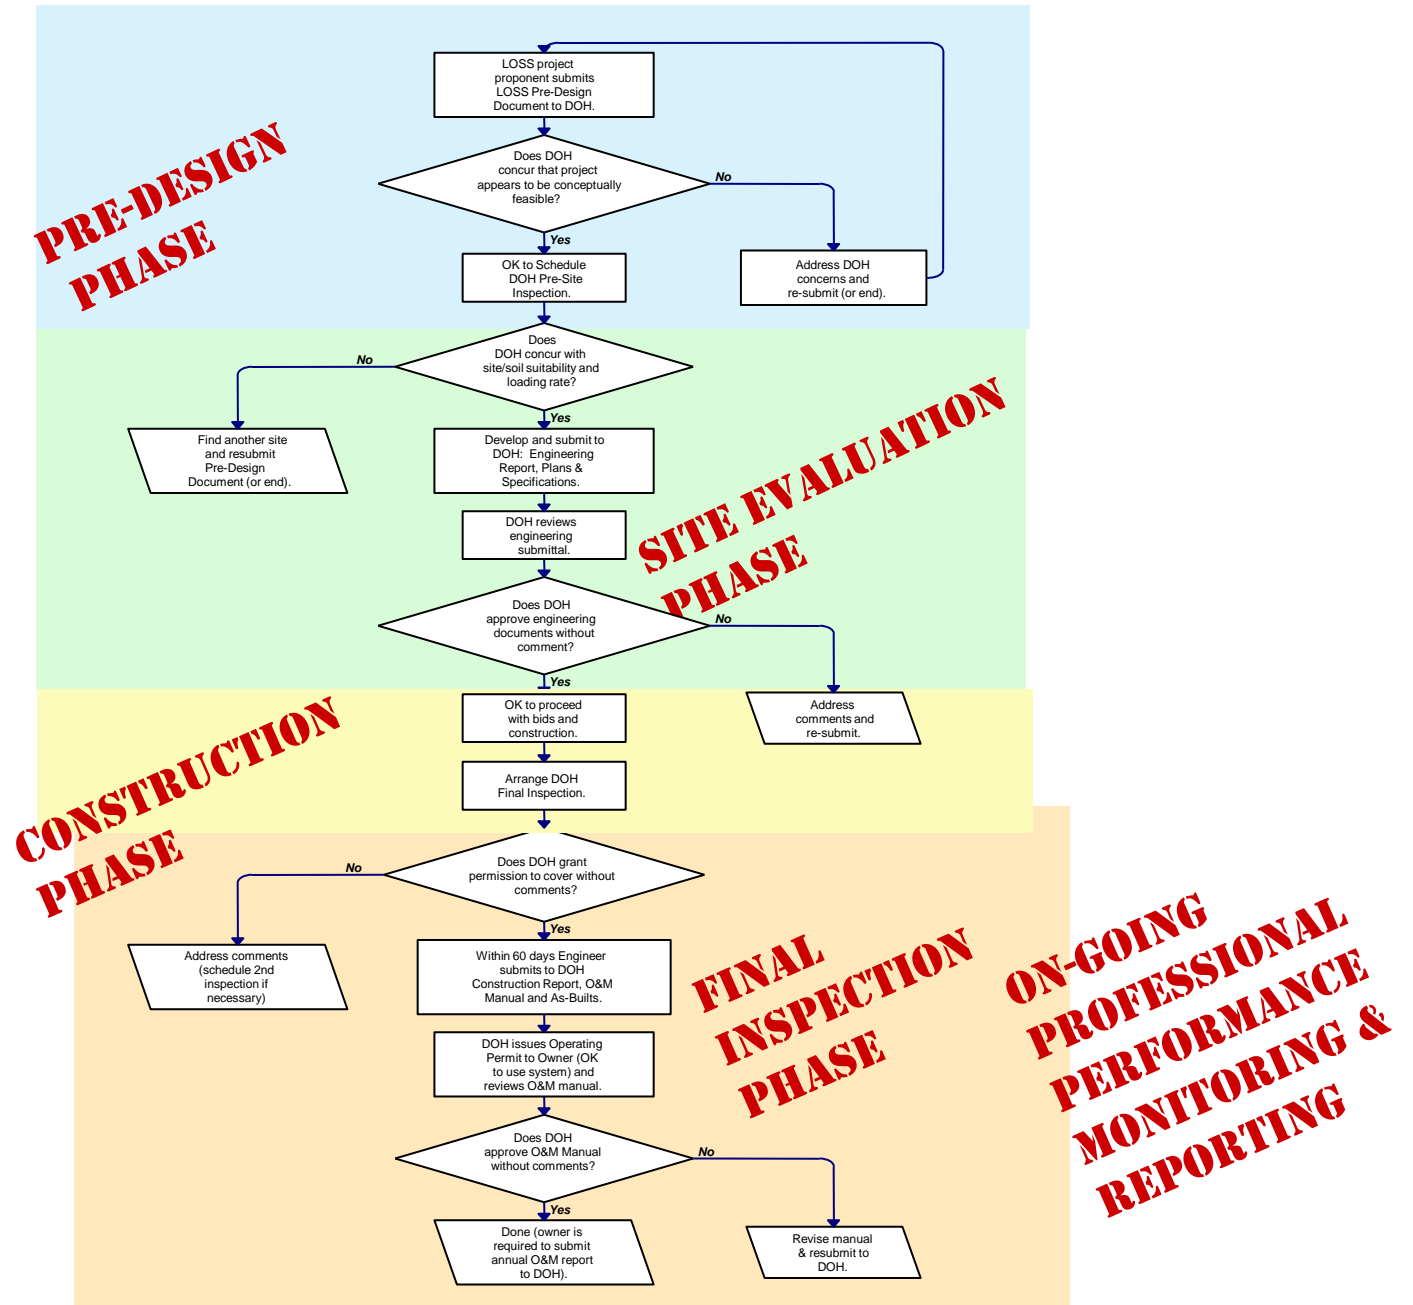 LOSS project
proponent submits
LOSS Pre-Design
Document to DOH.
PRE-DESIGN
PHASE
Does DOH
concur that project
appears to be conceptually
feasible?
No
Yes
OK to Schedule
DOH Pre-Site
Inspection.
Address DOH
concerns and
re-submit (or end).
Does
DOH concur with
site/soil suitability and
loading rate?
No
Yes
Find another site
and resubmit
Pre-Design
Document (or end).
Develop and submit to
DOH:  Engineering
Report, Plans &
Specifications.
SITE EVALUATION
PHASE
DOH reviews
engineering
submittal.
Does DOH
approve engineering
documents without
comment?
No
Yes
OK to proceed
with bids and
construction.
Address
comments and
re-submit.
CONSTRUCTION
PHASE
Arrange DOH
Final Inspection.
Does DOH grant
permission to cover without
comments?
No
Yes
Address comments
(schedule 2nd
inspection if
necessary)
Within 60 days Engineer
submits to DOH
Construction Report, O&M
Manual and As-Builts.
FINAL
INSPECTION
PHASE
ON-GOING
PROFESSIONAL
PERFORMANCE
MONITORING &
REPORTING
DOH issues Operating
Permit to Owner (OK
to use system) and
reviews O&M manual.
Does DOH
approve O&M Manual
without comments?
No
Yes
Done (owner is
required to submit
annual O&M report
to DOH).
Revise manual
& resubmit to
DOH.